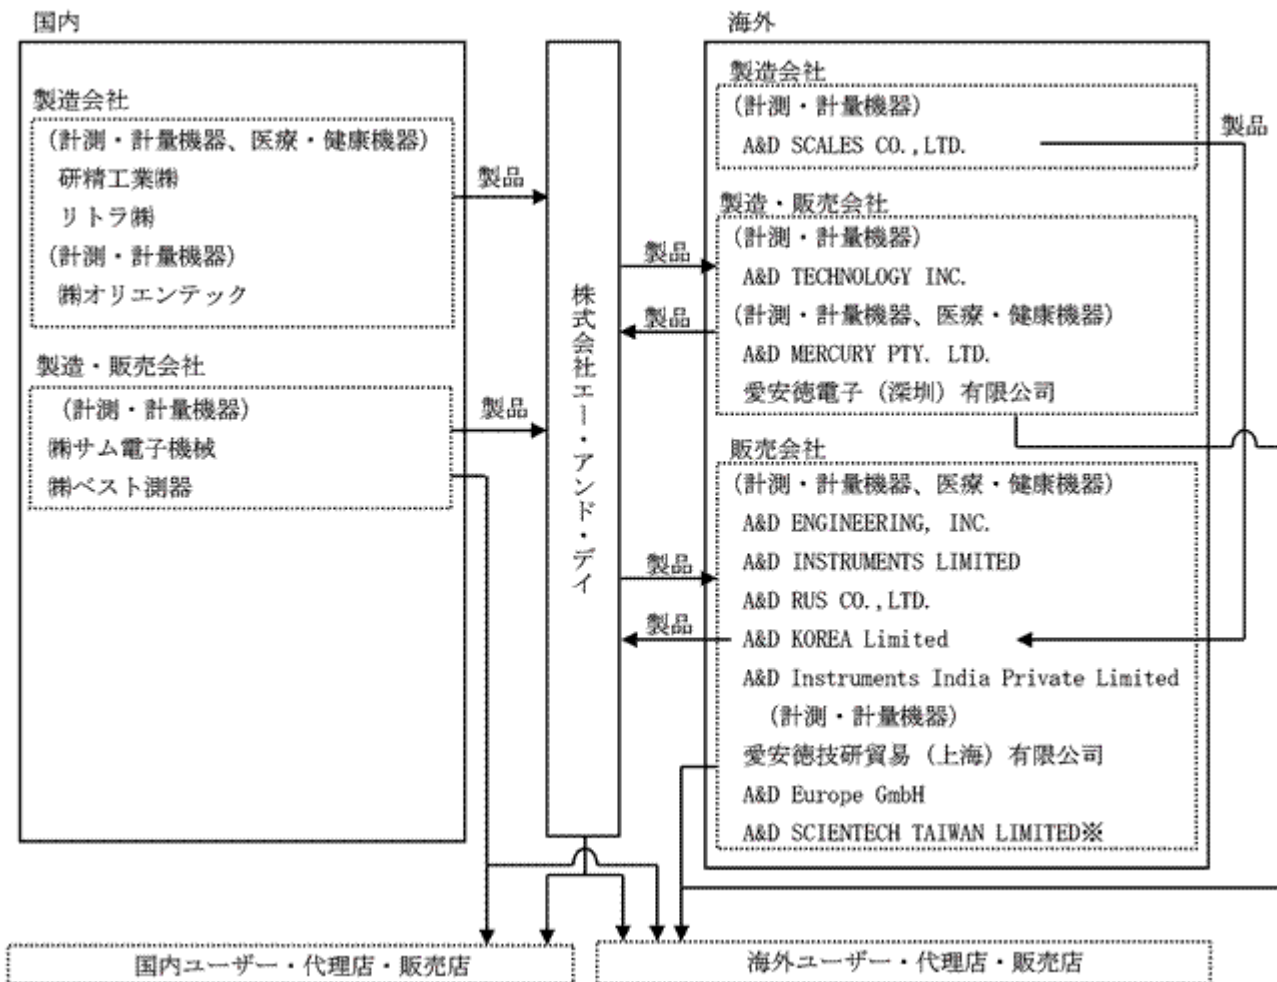 国内
製造会社
(計測・計量機器、医療・健康機器)
研精工業㈱
リトラ㈱
(計測・計量機器)
㈱オリエンテック
製造・販売会社
(計測・計量機器)
㈱サム電子機械
㈱ベスト測器
製品
製品
株式会社エー・アンド・デイ
製品
製品
製品
製品
海外
製造会社
(計測・計量機器)
A&D SCALES CO.,LTD.
製品
製造・販売会社
(計測・計量機器)
A&D TECHNOLOGY INC.
(計測・計量機器、医療・健康機器)
A&D MERCURY PTY. LTD.
愛安徳電子（深圳）有限公司
販売会社
(計測・計量機器、医療・健康機器)
A&D ENGINEERING, INC.
A&D INSTRUMENTS LIMITED
A&D RUS CO.,LTD.
A&D KOREA Limited
A&D Instruments India Private Limited
(計測・計量機器)
愛安徳技研貿易（上海）有限公司
A&D Europe GmbH
A&D SCIENTECH TAIWAN LIMITED※
国内ユーザー・代理店・販売店
海外ユーザー・代理店・販売店